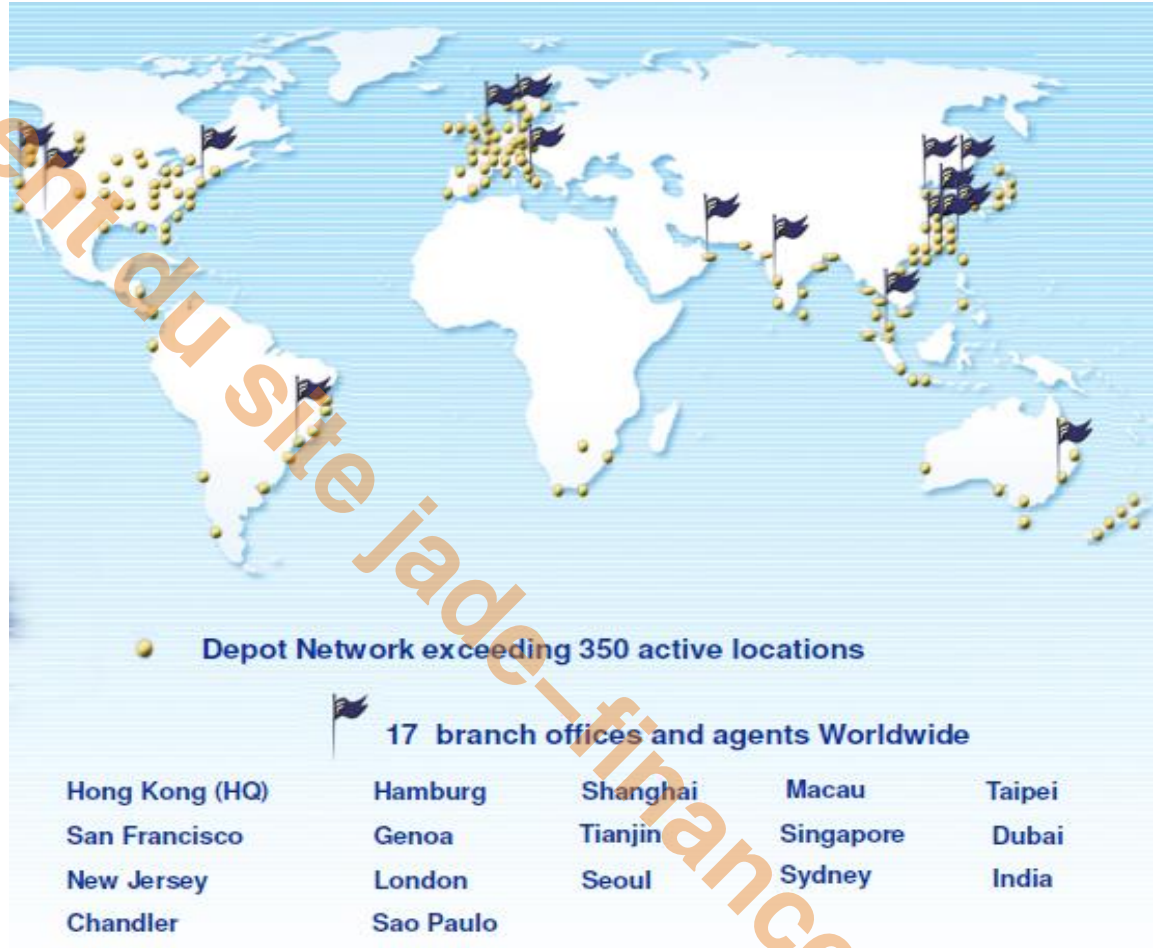 Depot Network exceeding 350 active locations
17 branch offices and agents Worldwide
Hong Kong (HQ) Hamburg Shanghai Macau Taipei
San Francisco Genoa Tianjin Singapore Dubai
New Jersey London Seoul Sydney India
Chandler Sao Paulo
ent du site jade-finance